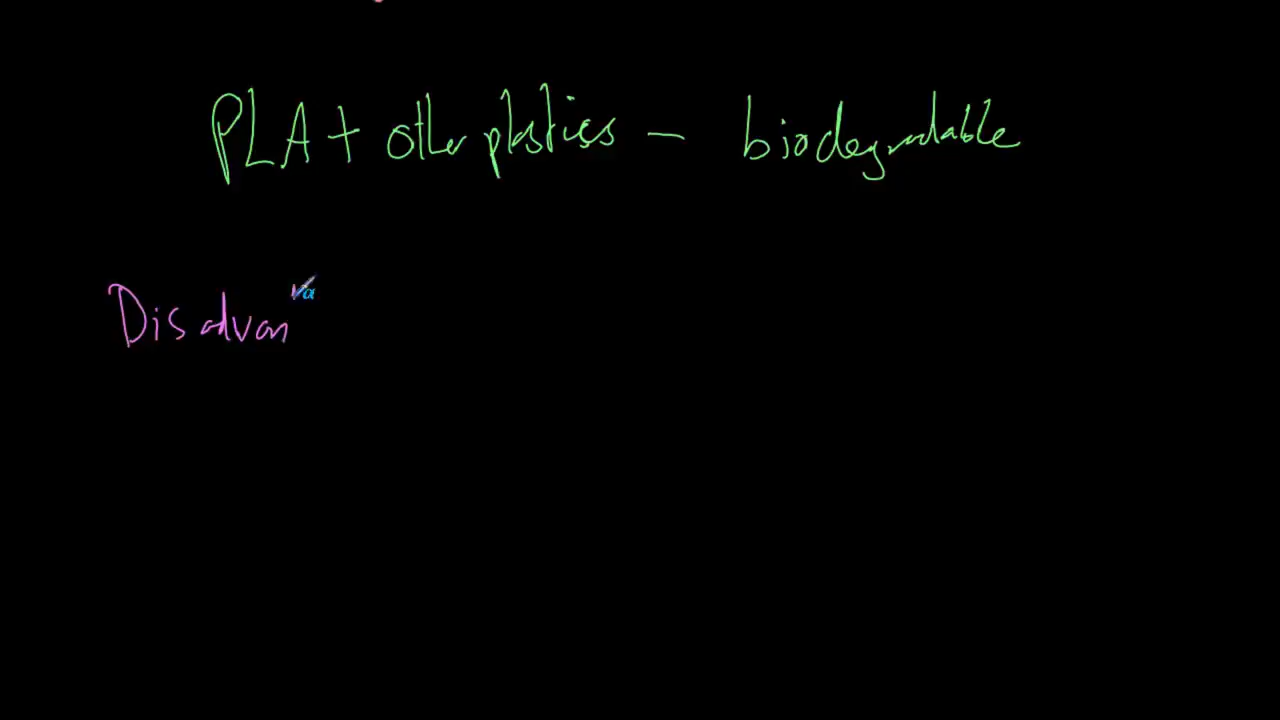 PLA + other plastics - biodegradable
Disadvan